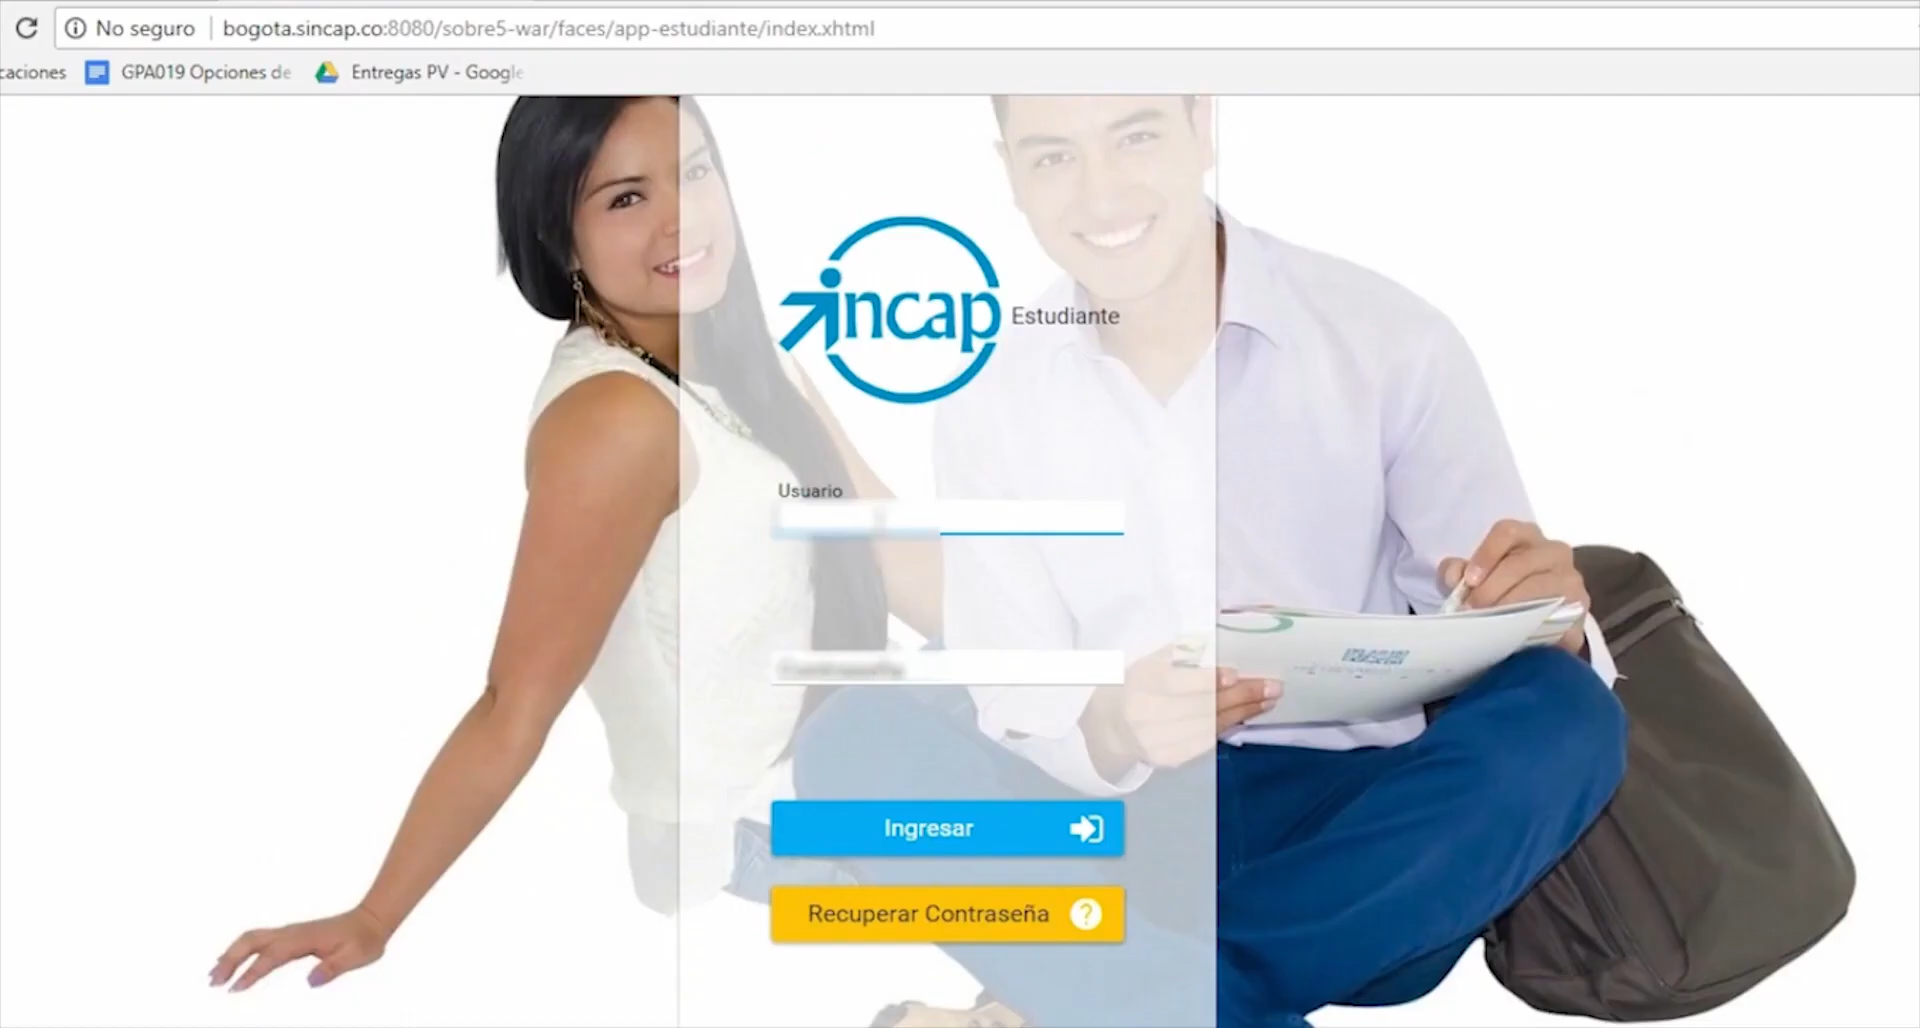 No seguro
bogota.sincap.co:8080/sobre5-war/faces/app-estudiante/index.xhtml
caciones
GPA019 Opciones de
Entregas PV - Google
incap
Estudiante
Usuario
Ingresar
Recuperar Contraseña
?